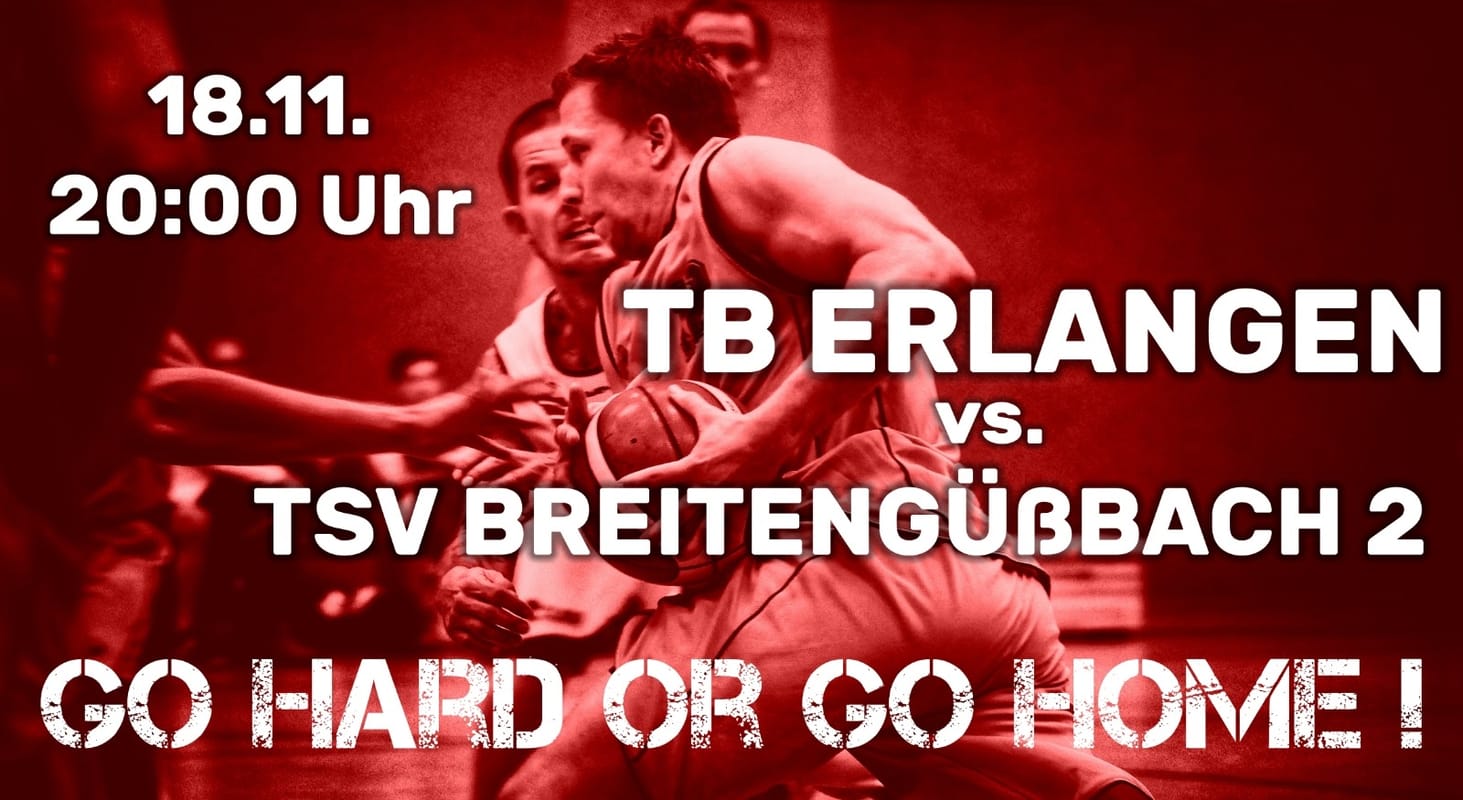 18.11.
20:00 Uhr
TB ERLANGEN
vs.
TSV BREITENGÜßBACH 2
GO HARD OR GO HOME !